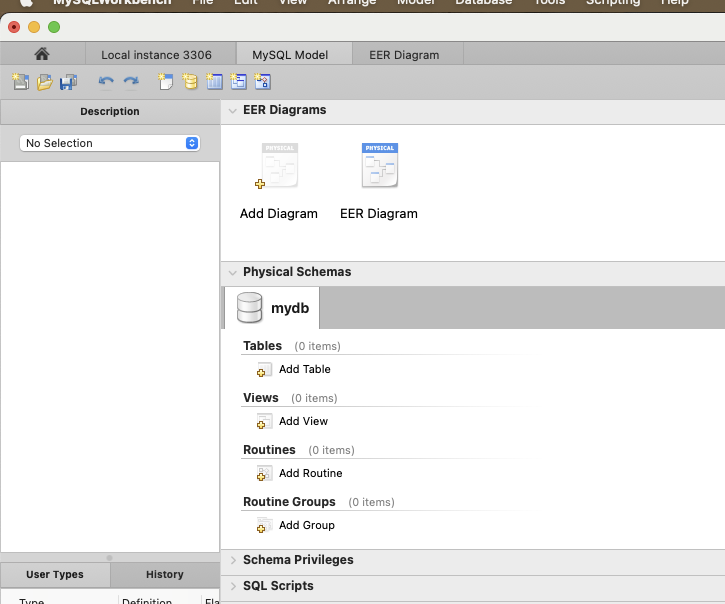 MySQLWorkbench File Edit View Arrange Model Database Tools Scripting Help
Local instance 3306 MySQL Model EER Diagram
Description
No Selection
EER Diagrams
PHYSICAL PHYSICAL
Add Diagram EER Diagram
Physical Schemas
mydb
Tables (0 items)
Add Table
Views (0 items)
Add View
Routines (0 items)
Add Routine
Routine Groups (0 items)
Add Group
Schema Privileges
SQL Scripts
User Types History
Type Definition Fla